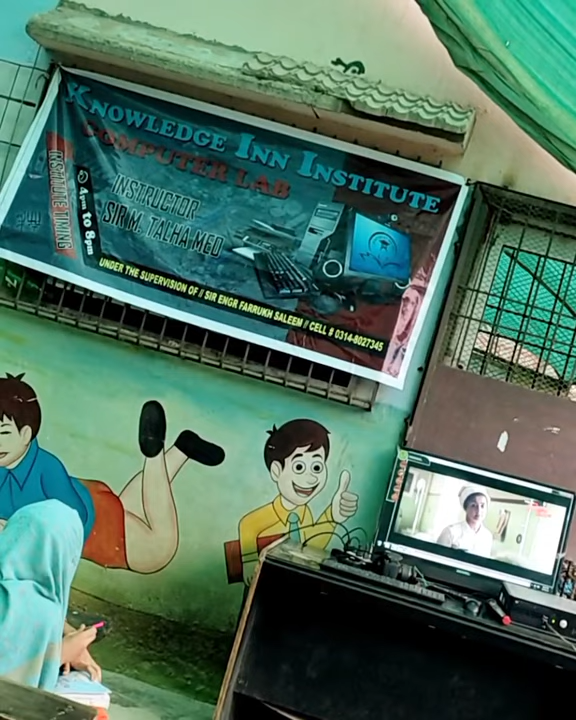 KNOWLEDGE INN INSTITUTE
COMPUTER LAB
INSTITUTE TIMING
4pm to 8pm
INSTRUCTOR
SIR M. TALHA MED
UNDER THE SUPERVISION OF // SIR ENGR FARRUKH SALEEM // CELL # 0314-8027345